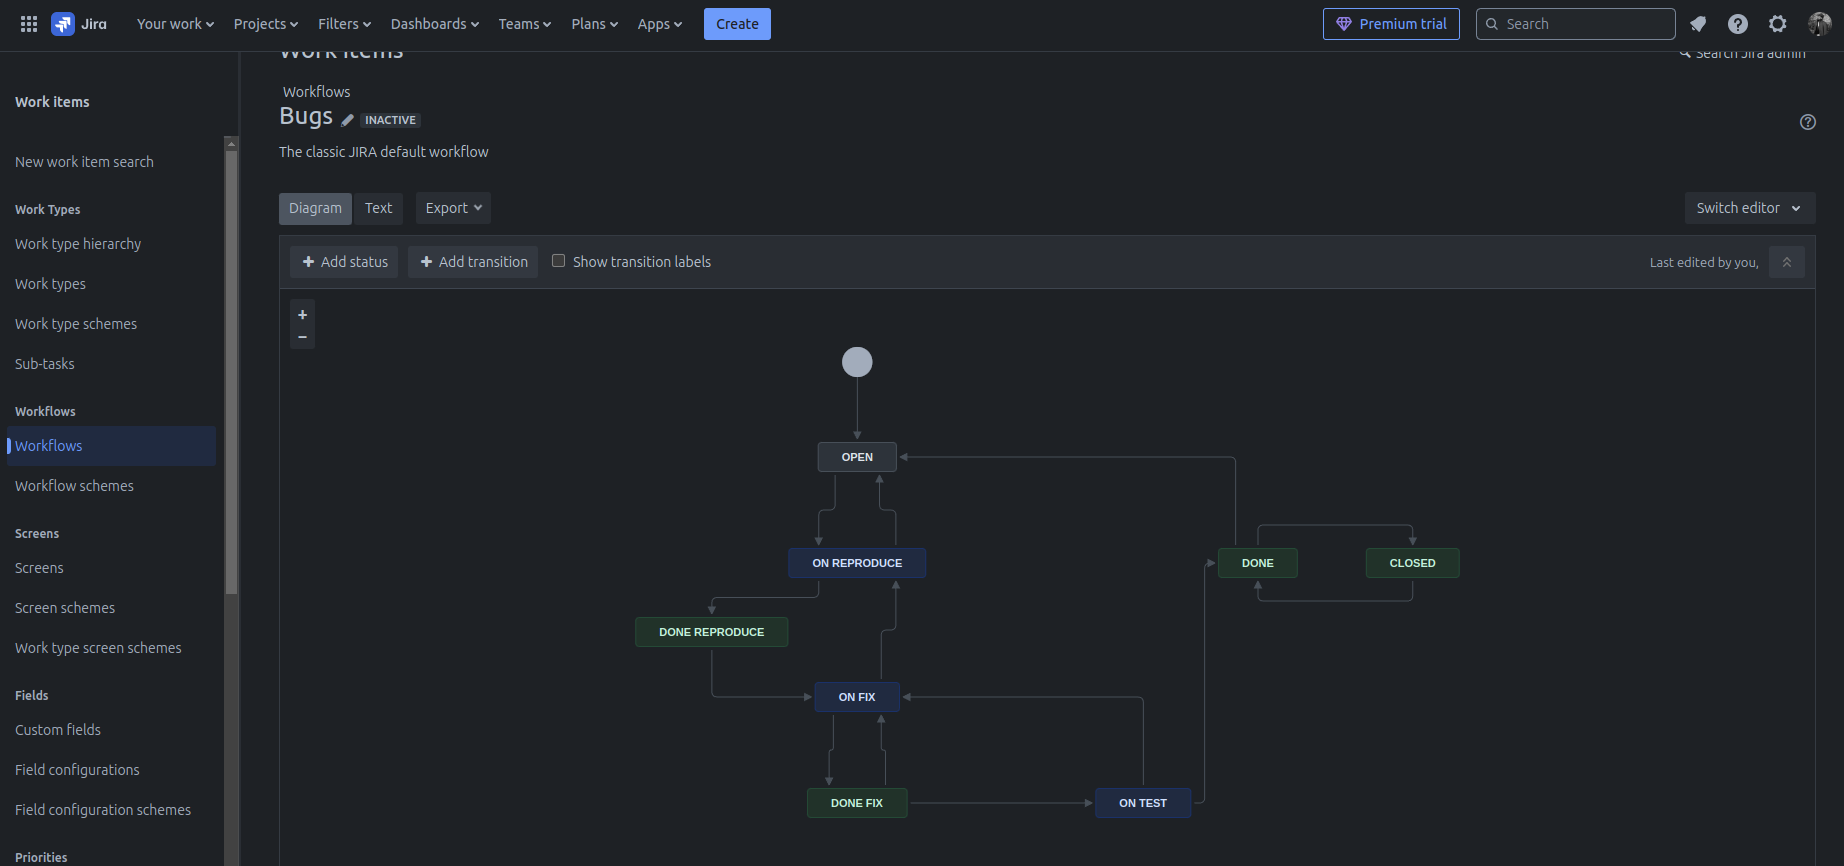 Jira Your work Projects Filters Dashboards Teams Plans Apps Create Premium trial Search
Work items
Search Jira admin
Work items
New work item search
Work Types
Work type hierarchy
Work types
Work type schemes
Sub-tasks
Workflows
Workflows
Workflow schemes
Screens
Screens
Screen schemes
Work type screen schemes
Fields
Custom fields
Field configurations
Field configuration schemes
Priorities
Workflows
Bugs INACTIVE
The classic JIRA default workflow
Diagram Text Export Switch editor
+ Add status + Add transition Show transition labels Last edited by you,
+
−
OPEN
ON REPRODUCE
DONE CLOSED
DONE REPRODUCE
ON FIX
DONE FIX ON TEST